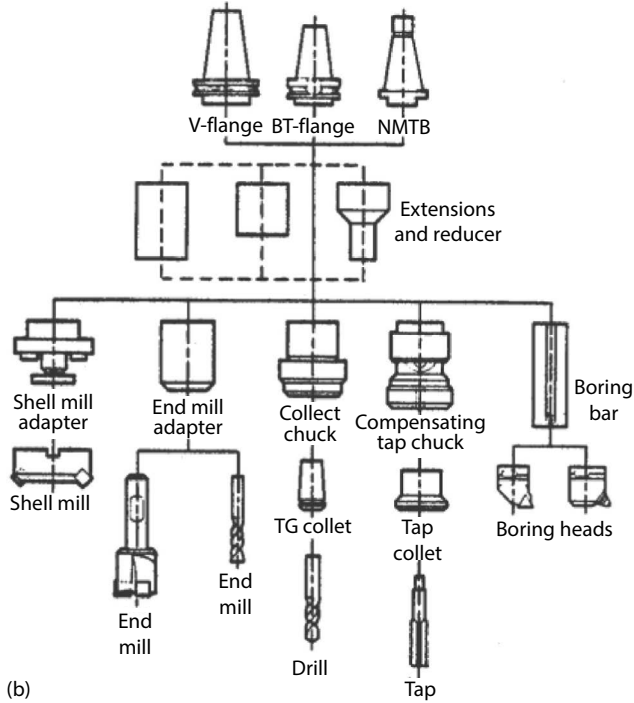 V-flange BT-flange NMTB
Extensions
and reducer
Shell mill
adapter
End mill
adapter
Collect
chuck
Compensating
tap chuck
Boring
bar
Shell mill
TG collet
Tap
collet
Boring heads
End
mill
End
mill
Drill
Tap
(b)